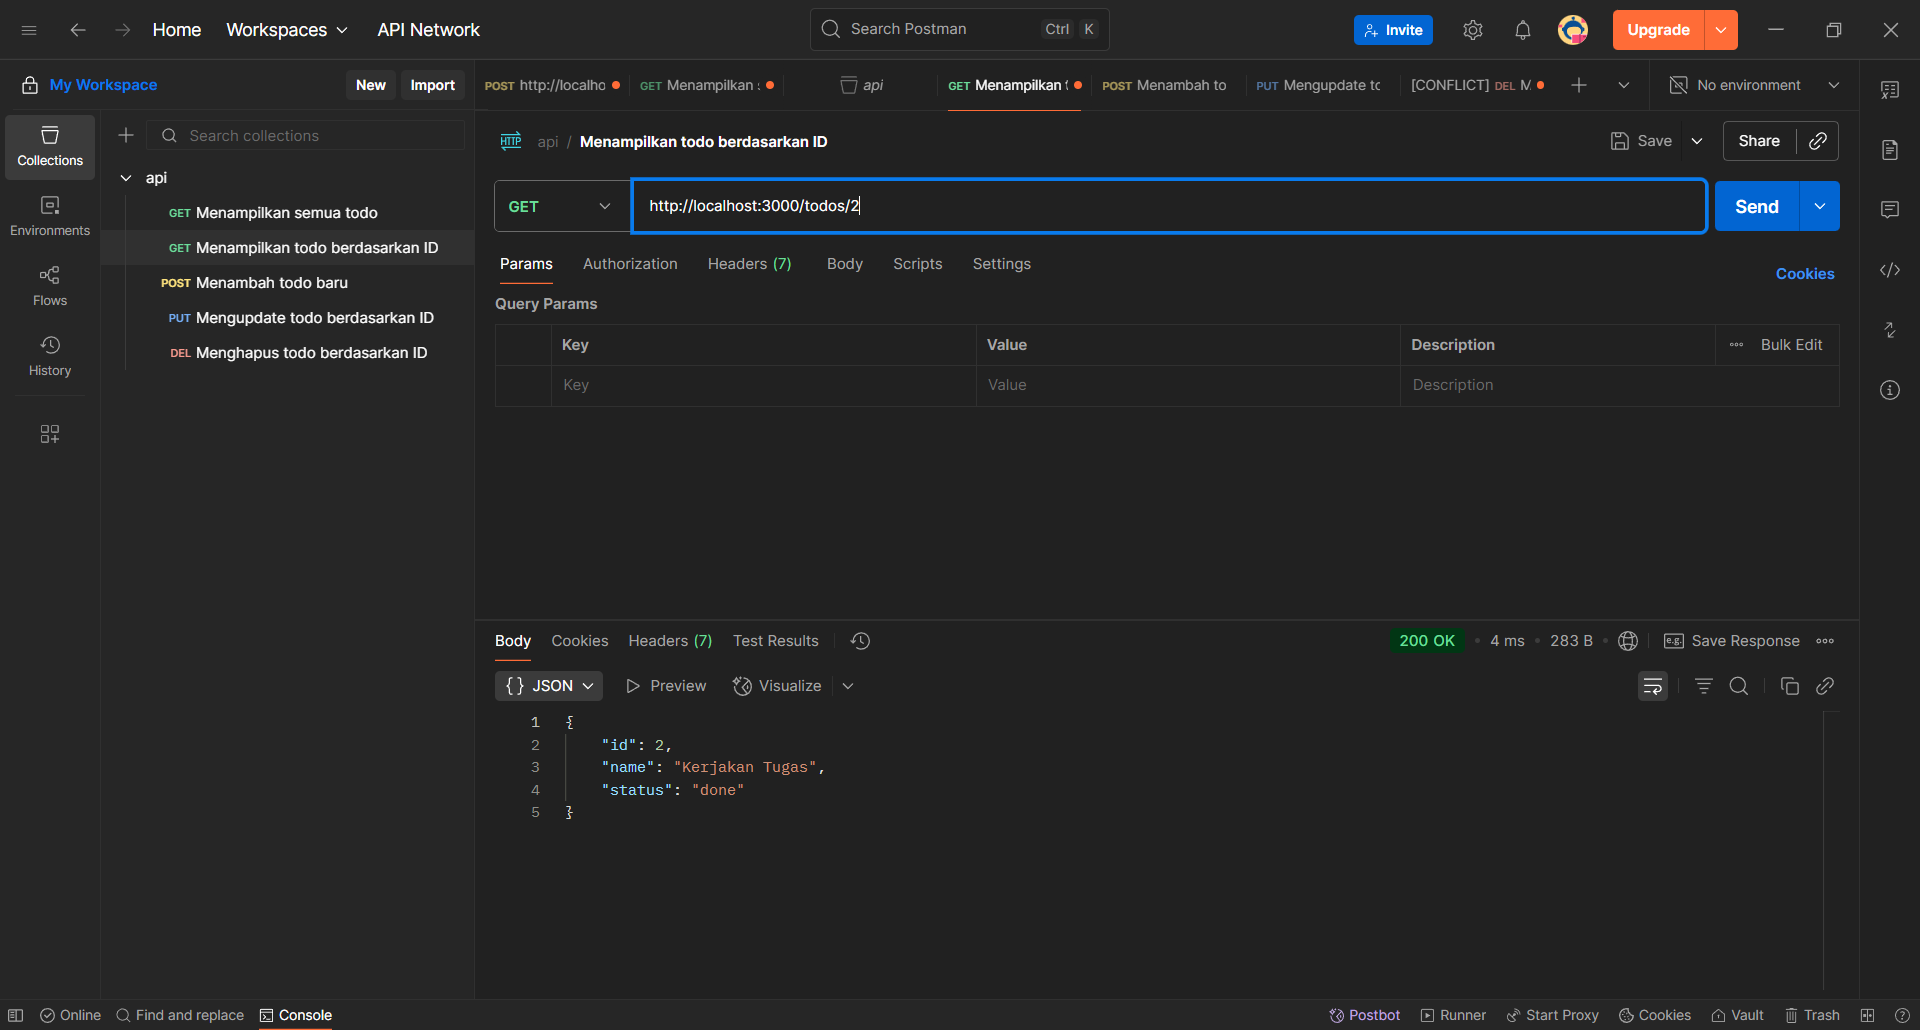 Home Workspaces API Network Search Postman Ctrl K Invite Upgrade
My Workspace New Import POST http://localho GET Menampilkan : api GET Menampilkan t POST Menambah to PUT Mengupdate to [CONFLICT] DEL M No environment
Collections
Environments
Flows
History
Search collections
api
GET Menampilkan semua todo
GET Menampilkan todo berdasarkan ID
POST Menambah todo baru
PUT Mengupdate todo berdasarkan ID
DEL Menghapus todo berdasarkan ID
HTTP api / Menampilkan todo berdasarkan ID Save Share
GET http://localhost:3000/todos/2 Send
Params Authorization Headers (7) Body Scripts Settings Cookies
Query Params
Key Value Description Bulk Edit
Key Value Description
Body Cookies Headers (7) Test Results 200 OK 4 ms 283 B e.g. Save Response
{} JSON Preview Visualize
1 {
2 "id": 2,
3 "name": "Kerjakan Tugas",
4 "status": "done"
5 }
Online Find and replace Console Postbot Runner Start Proxy Cookies Vault Trash